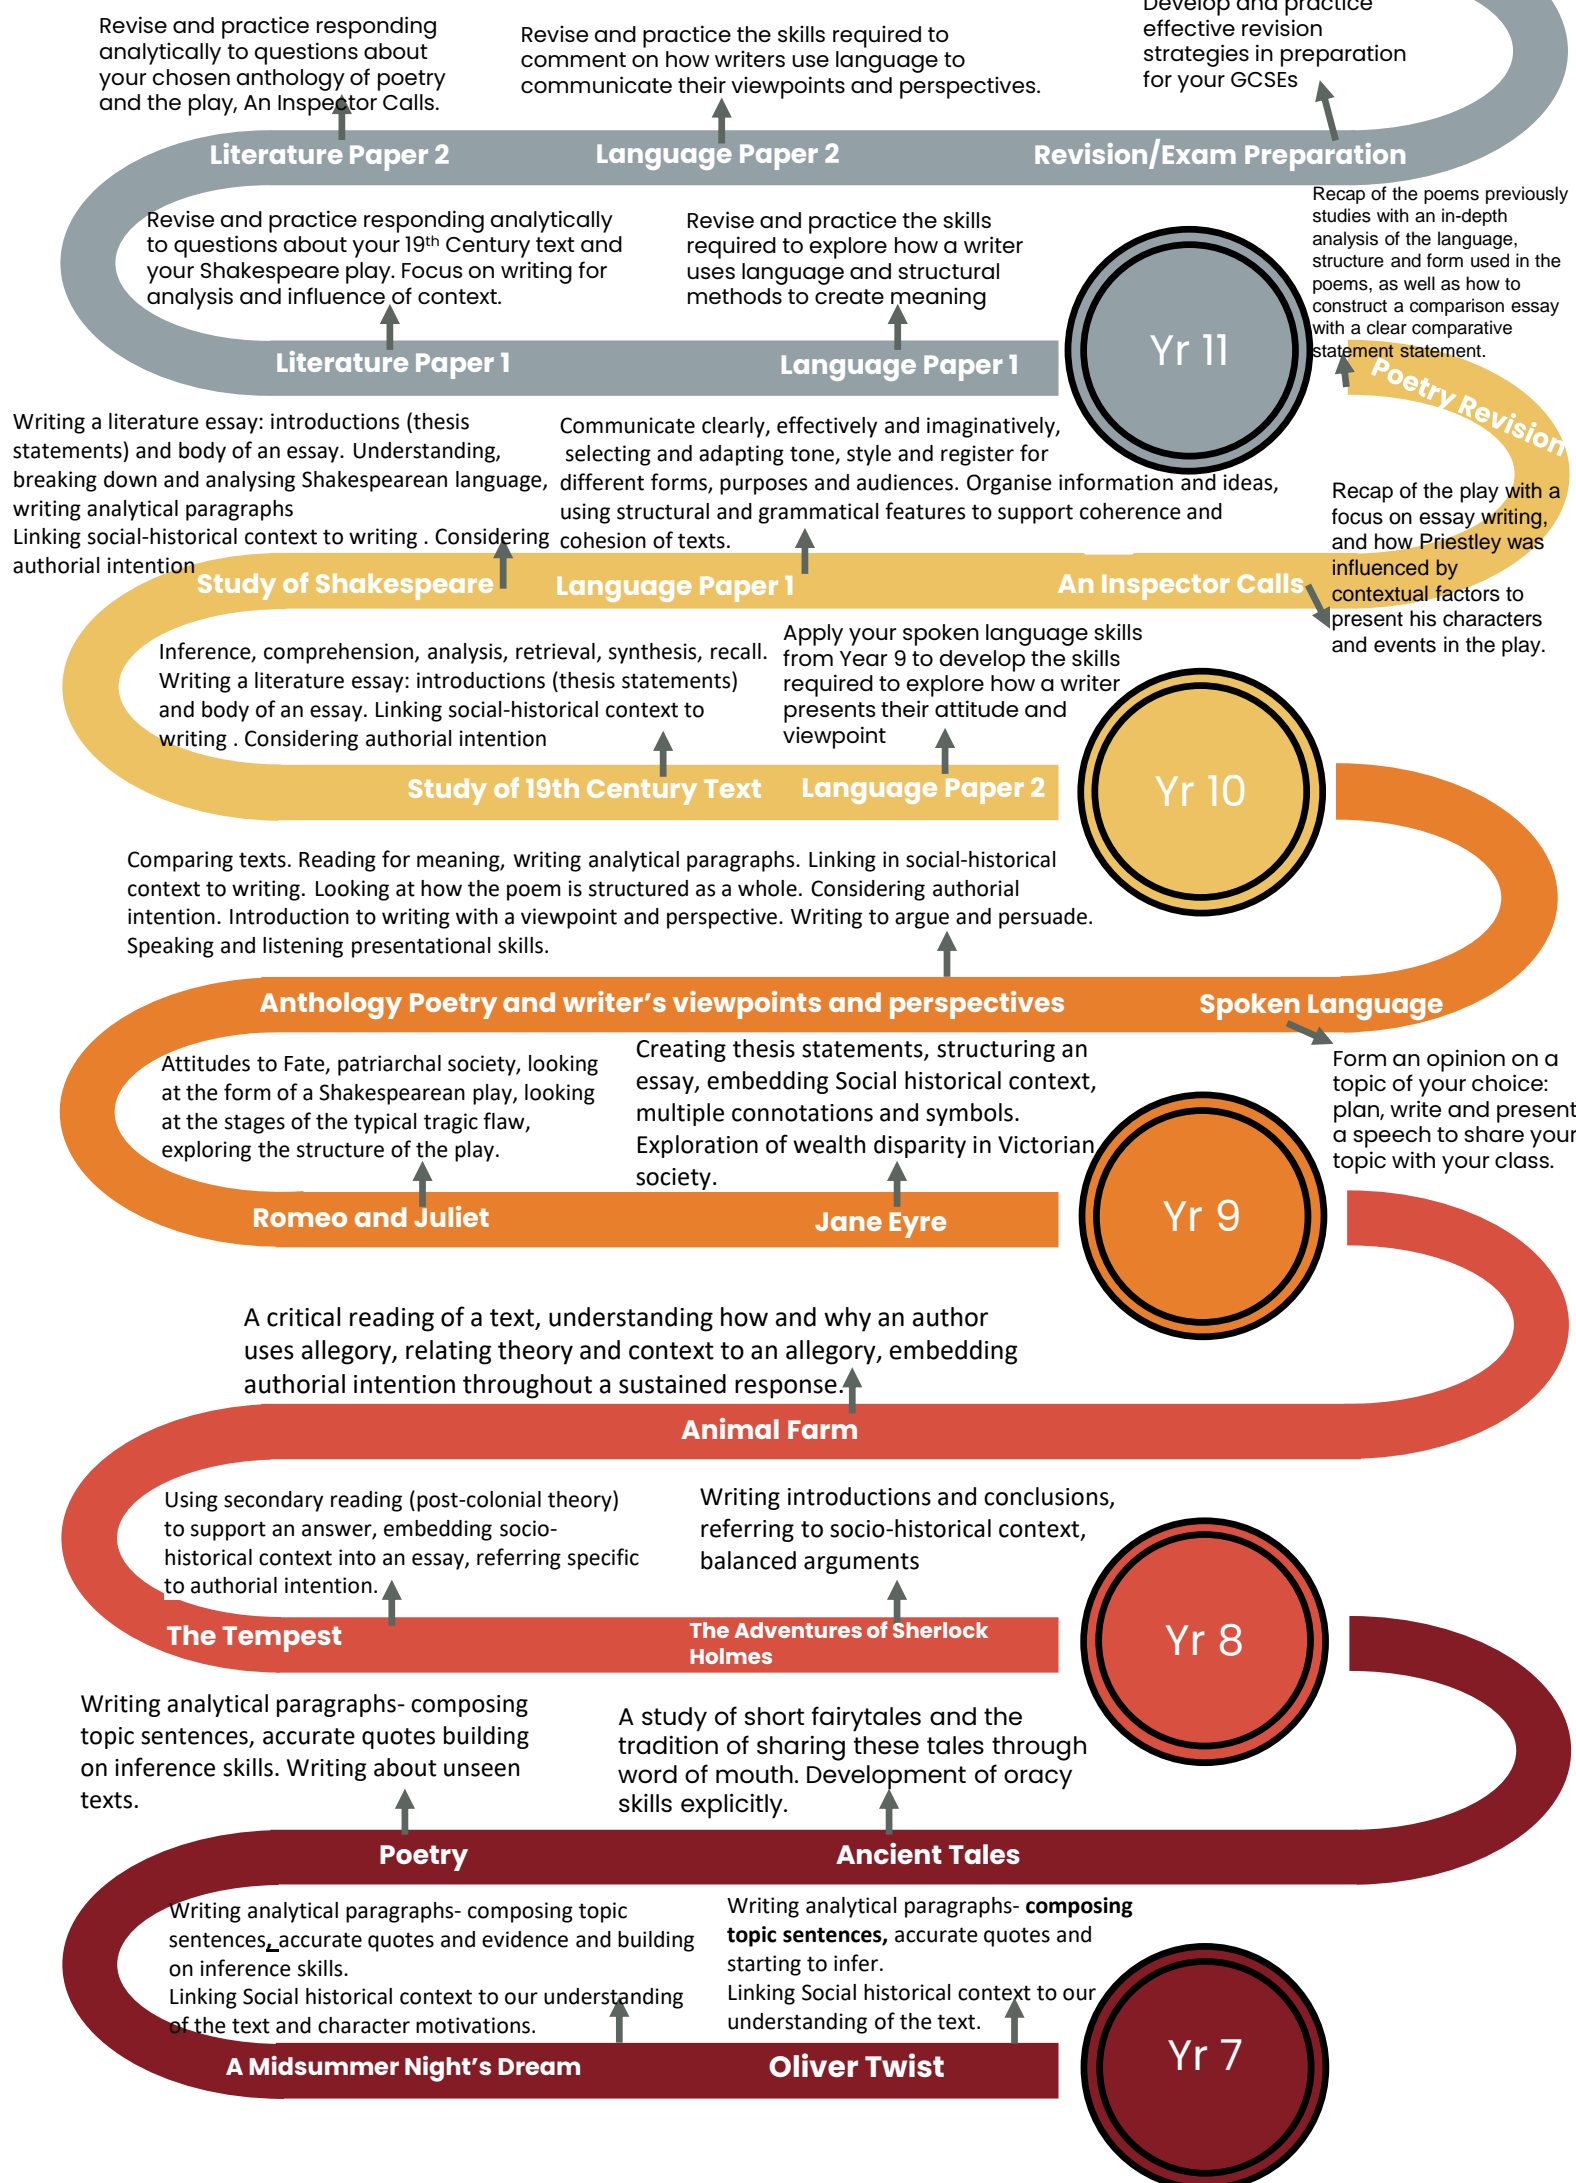 Develop and practice
effective revision
strategies in preparation
for your GCSEs
Revise and practice responding
analytically to questions about
your chosen anthology of poetry
and the play, An Inspector Calls.
Revise and practice the skills required to
comment on how writers use language to
communicate their viewpoints and perspectives.
Literature Paper 2
Language Paper 2
Revision/Exam Preparation
Revise and practice responding analytically
to questions about your 19th Century text and
your Shakespeare play. Focus on writing for
analysis and influence of context.
Revise and practice the skills
required to explore how a writer
uses language and structural
methods to create meaning
Literature Paper 1
Language Paper 1
Yr 11
Recap of the poems previously
studies with an in-depth
analysis of the language,
structure and form used in the
poems, as well as how to
construct a comparison essay
with a clear comparative
statement statement.
Poetry Revision
Writing a literature essay: introductions (thesis
statements) and body of an essay. Understanding,
breaking down and analysing Shakespearean language,
writing analytical paragraphs
Linking social-historical context to writing . Considering
authorial intention
Communicate clearly, effectively and imaginatively,
selecting and adapting tone, style and register for
different forms, purposes and audiences. Organise information and ideas,
using structural and grammatical features to support coherence and
cohesion of texts.
Recap of the play with a
focus on essay writing,
and how Priestley was
influenced by
contextual factors to
present his characters
and events in the play.
Study of Shakespeare
Language Paper 1
An Inspector Calls
Inference, comprehension, analysis, retrieval, synthesis, recall.
Writing a literature essay: introductions (thesis statements)
and body of an essay. Linking social-historical context to
writing . Considering authorial intention
Apply your spoken language skills
from Year 9 to develop the skills
required to explore how a writer
presents their attitude and
viewpoint
Study of 19th Century Text
Language Paper 2
Yr 10
Comparing texts. Reading for meaning, writing analytical paragraphs. Linking in social-historical
context to writing. Looking at how the poem is structured as a whole. Considering authorial
intention. Introduction to writing with a viewpoint and perspective. Writing to argue and persuade.
Speaking and listening presentational skills.
Anthology Poetry and writer's viewpoints and perspectives
Spoken Language
Attitudes to Fate, patriarchal society, looking
at the form of a Shakespearean play, looking
at the stages of the typical tragic flaw,
exploring the structure of the play.
Creating thesis statements, structuring an
essay, embedding Social historical context,
multiple connotations and symbols.
Exploration of wealth disparity in Victorian
society.
Form an opinion on a
topic of your choice:
plan, write and present
a speech to share your
topic with your class.
Romeo and Juliet
Jane Eyre
Yr 9
A critical reading of a text, understanding how and why an author
uses allegory, relating theory and context to an allegory, embedding
authorial intention throughout a sustained response.
Animal Farm
Using secondary reading (post-colonial theory)
to support an answer, embedding socio-
historical context into an essay, referring specific
to authorial intention.
Writing introductions and conclusions,
referring to socio-historical context,
balanced arguments
The Tempest
The Adventures of Sherlock
Holmes
Yr 8
Writing analytical paragraphs- composing
topic sentences, accurate quotes building
on inference skills. Writing about unseen
texts.
A study of short fairytales and the
tradition of sharing these tales through
word of mouth. Development of oracy
skills explicitly.
Poetry
Ancient Tales
Writing analytical paragraphs- composing topic
sentences, accurate quotes and evidence and building
on inference skills.
Linking Social historical context to our understanding
of the text and character motivations.
Writing analytical paragraphs- composing
topic sentences, accurate quotes and
starting to infer.
Linking Social historical context to our
understanding of the text.
A Midsummer Night's Dream
Oliver Twist
Yr 7